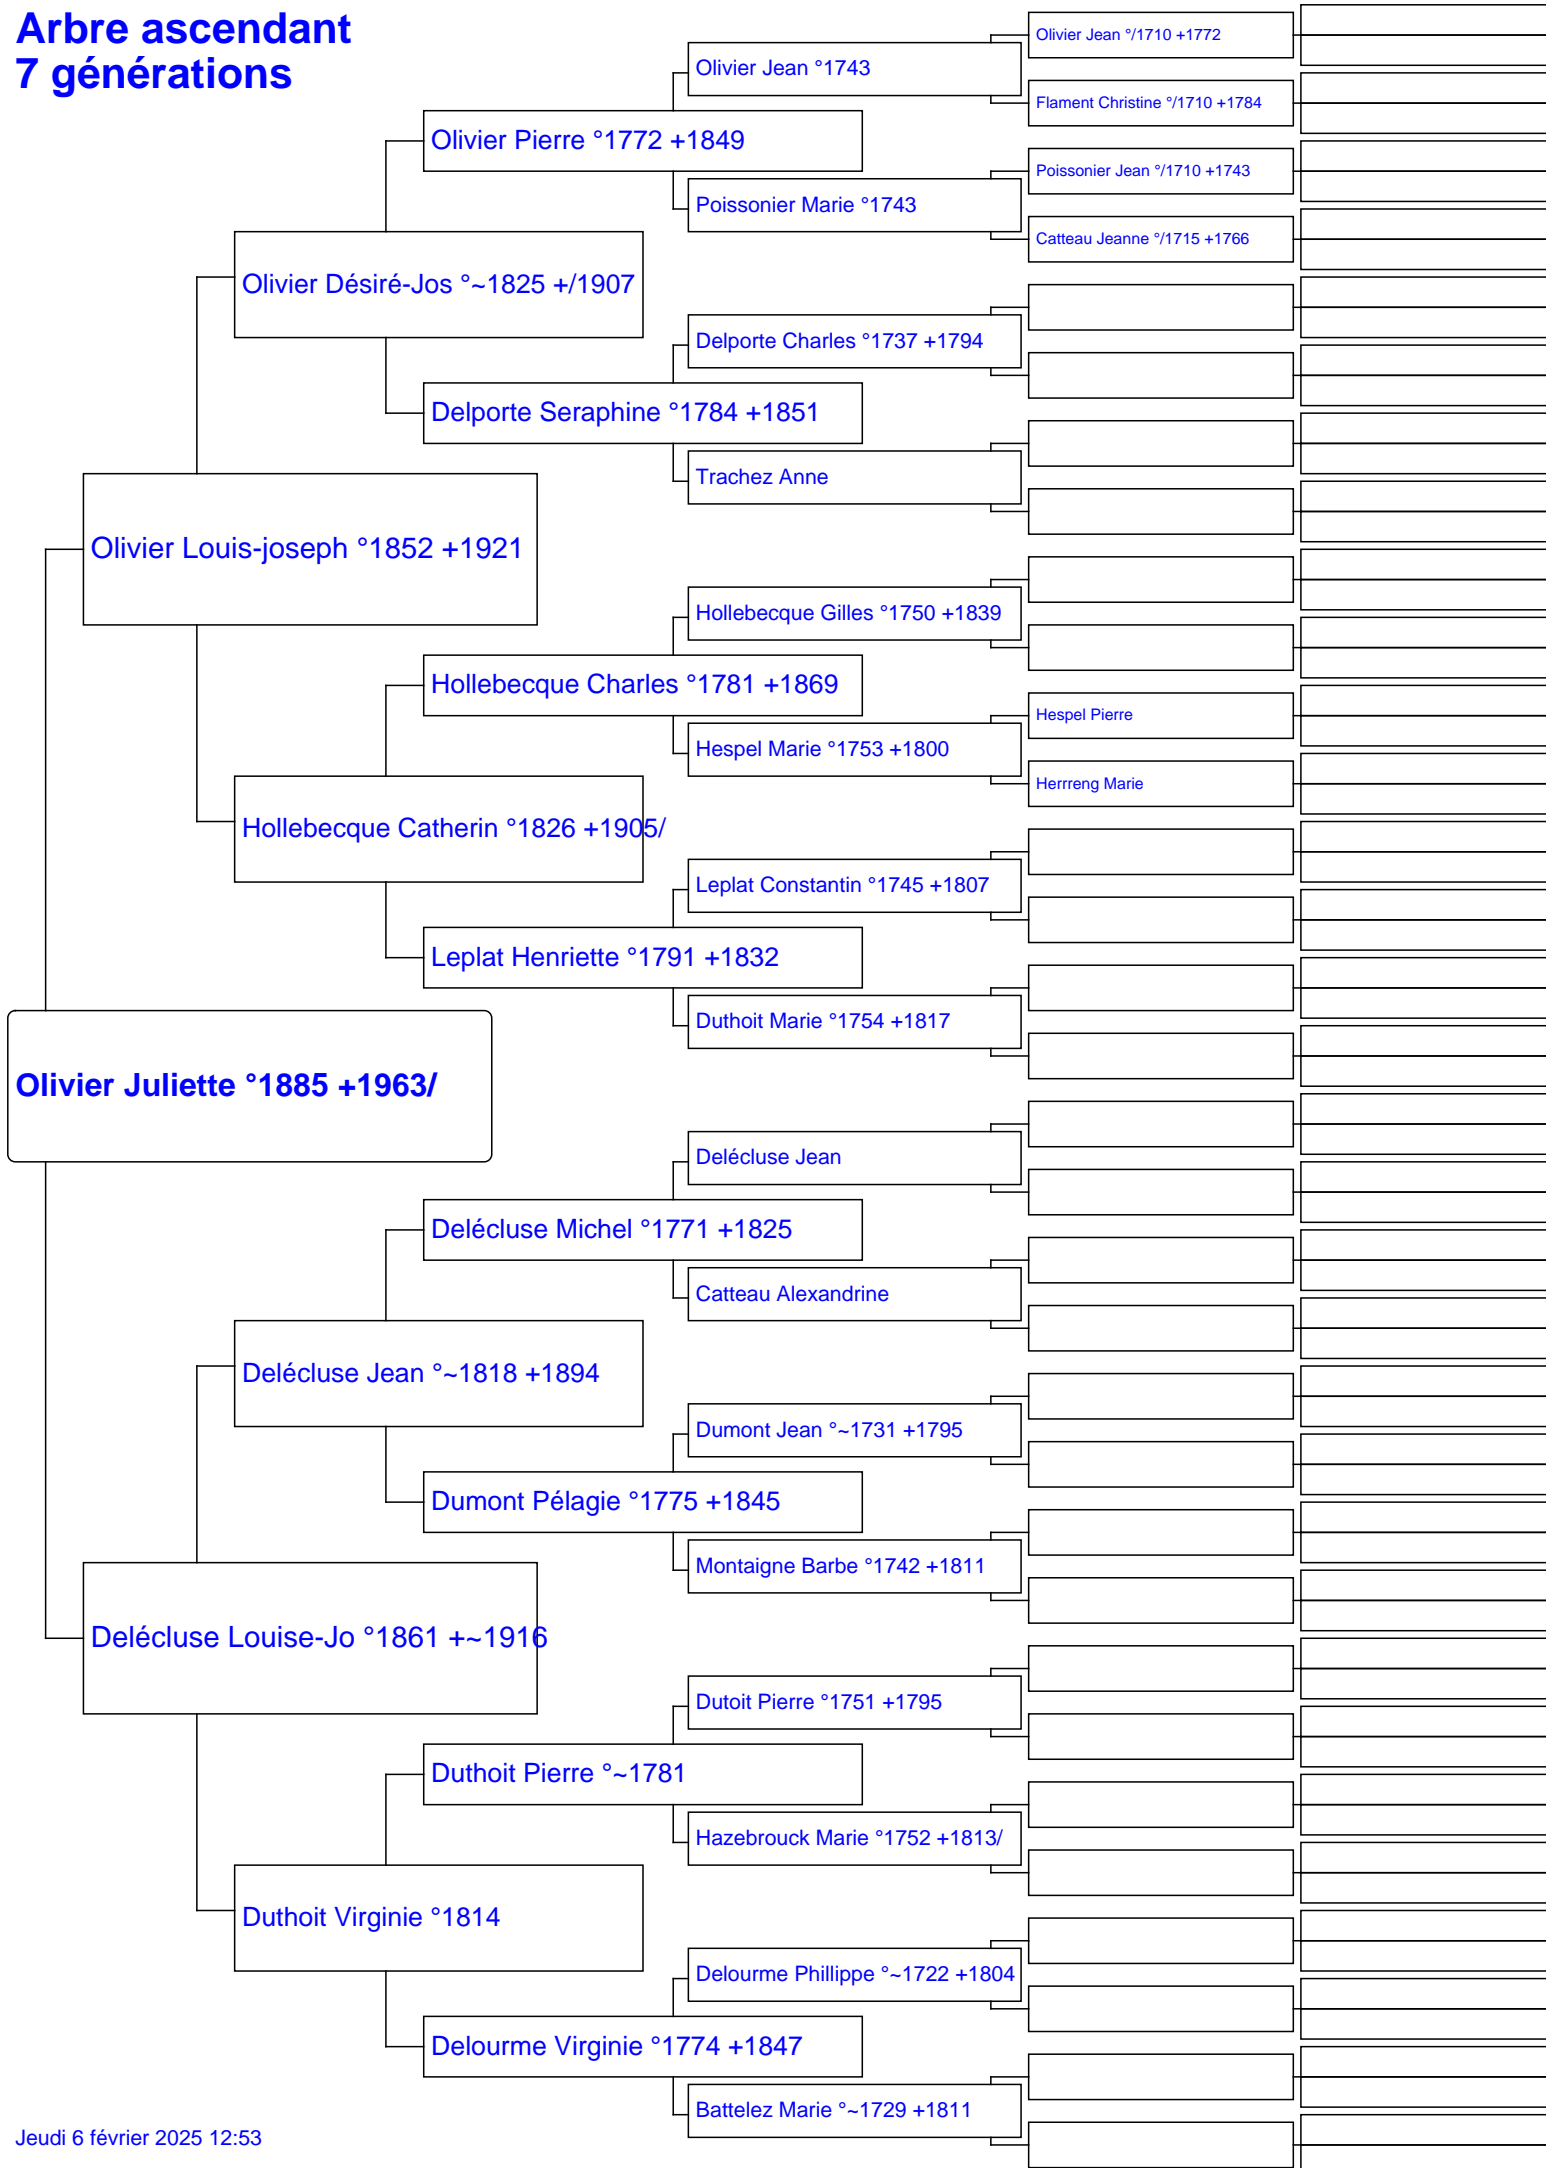 Arbre ascendant
7 générations
Olivier Jean °/1710 +1772
Olivier Jean °1743
Flament Christine °/1710 +1784
Olivier Pierre °1772 +1849
Poissonier Jean °/1710 +1743
Poissonier Marie °1743
Catteau Jeanne °/1715 +1766
Olivier Désiré-Jos °~1825 +/1907
Delporte Charles °1737 +1794
Delporte Seraphine °1784 +1851
Trachez Anne
Olivier Louis-joseph °1852 +1921
Hollebecque Gilles °1750 +1839
Hollebecque Charles °1781 +1869
Hespel Pierre
Hespel Marie °1753 +1800
Herrreng Marie
Hollebecque Catherin °1826 +1905/
Leplat Constantin °1745 +1807
Leplat Henriette °1791 +1832
Duthoit Marie °1754 +1817
Olivier Juliette °1885 +1963/
Delécluse Jean
Delécluse Michel °1771 +1825
Catteau Alexandrine
Delécluse Jean °~1818 +1894
Dumont Jean °~1731 +1795
Dumont Pélagie °1775 +1845
Montaigne Barbe °1742 +1811
Delécluse Louise-Jo °1861 +~1916
Dutoit Pierre °1751 +1795
Duthoit Pierre °~1781
Hazebrouck Marie °1752 +1813/
Duthoit Virginie °1814
Delourme Phillippe °~1722 +1804
Delourme Virginie °1774 +1847
Battelez Marie °~1729 +1811
Jeudi 6 février 2025 12:53